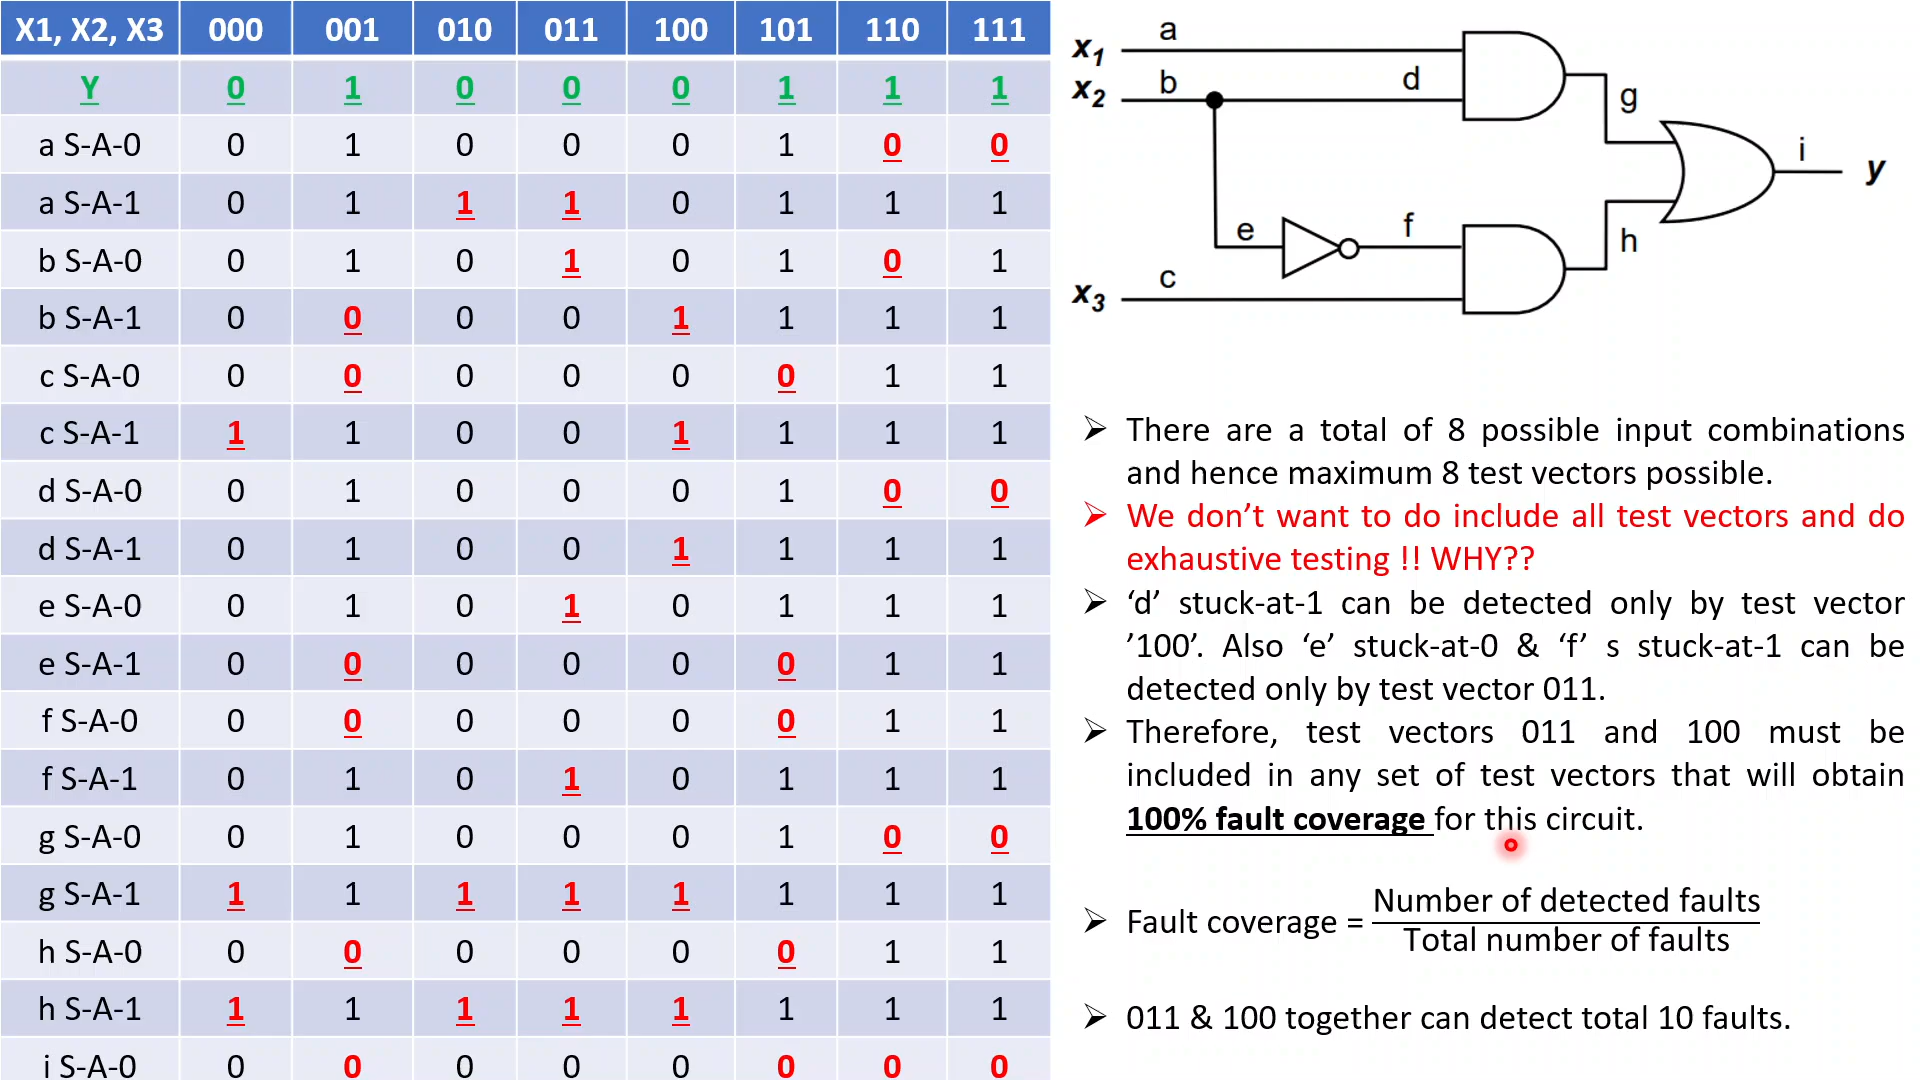 X1, X2, X3 000 001 010 011 100 101 110 111
Y 0 1 0 0 0 1 1 1
a S-A-0 0 1 0 0 0 1 0 0
a S-A-1 0 1 1 1 0 1 1 1
b S-A-0 0 1 0 1 0 1 0 1
b S-A-1 0 0 0 0 1 1 1 1
c S-A-0 0 0 0 0 0 0 1 1
c S-A-1 1 1 0 0 1 1 1 1
d S-A-0 0 1 0 0 0 1 0 0
d S-A-1 0 1 0 0 1 1 1 1
e S-A-0 0 1 0 1 0 1 1 1
e S-A-1 0 0 0 0 0 0 1 1
f S-A-0 0 0 0 0 0 0 1 1
f S-A-1 0 1 0 1 0 1 1 1
g S-A-0 0 1 0 0 0 1 0 0
g S-A-1 1 1 1 1 1 1 1 1
h S-A-0 0 0 0 0 0 0 1 1
h S-A-1 1 1 1 1 1 1 1 1
i S-A-0 0 0 0 0 0 0 0 0
x1 a
x2 b d
g
i y
e f
h
x3 c
There are a total of 8 possible input combinations
and hence maximum 8 test vectors possible.
We don’t want to do include all test vectors and do
exhaustive testing !! WHY??
‘d’ stuck-at-1 can be detected only by test vector
’100’. Also ‘e’ stuck-at-0 & ‘f’ s stuck-at-1 can be
detected only by test vector 011.
Therefore, test vectors 011 and 100 must be
included in any set of test vectors that will obtain
100% fault coverage for this circuit.
Fault coverage = Number of detected faults
Total number of faults
011 & 100 together can detect total 10 faults.